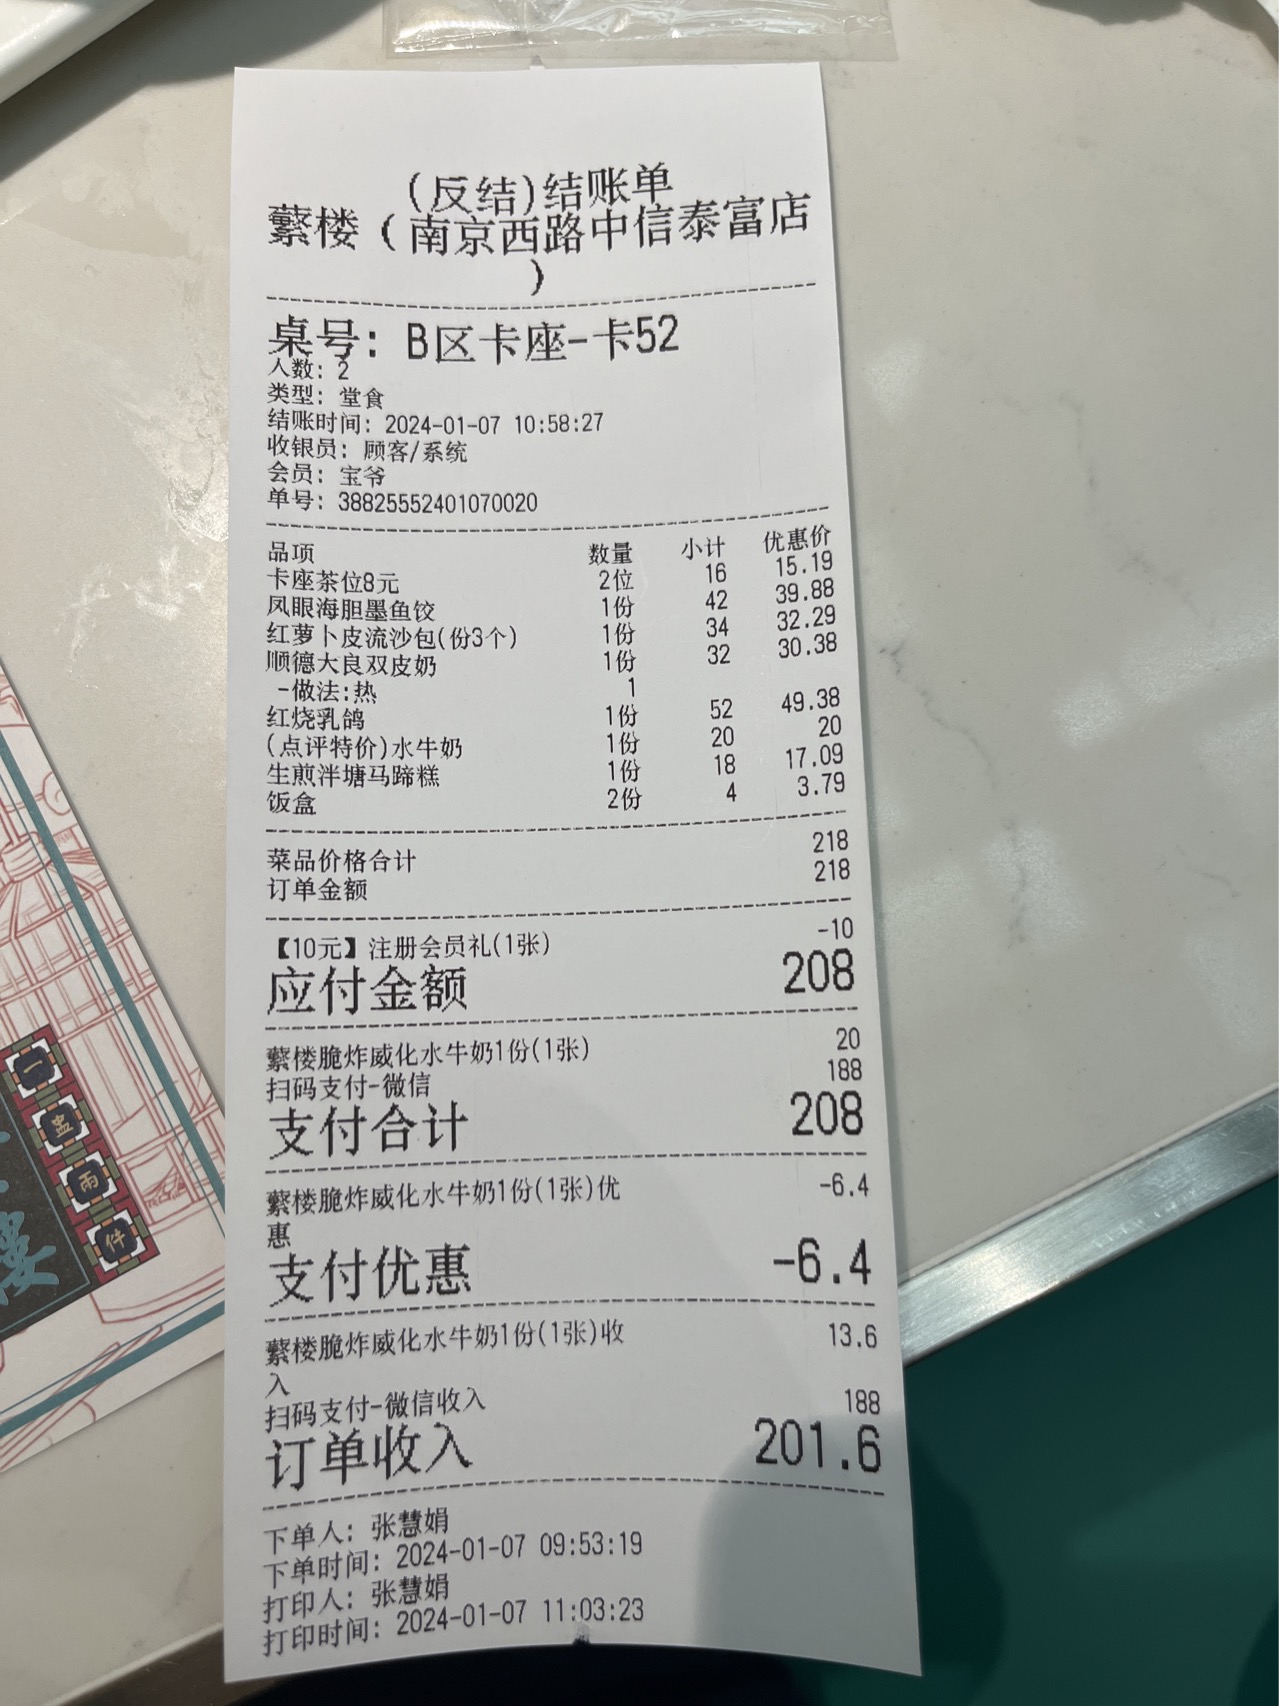 (反结)结账单
蘩楼（南京西路中信泰富店
）
桌号: B区卡座-卡52
人数: 2
类型: 堂食
结账时间: 2024-01-07 10:58:27
收银员: 顾客/系统
会员: 宝爷
单号: 38825552401070020
品项 数量 小计 优惠价
卡座茶位8元 2位 16 15.19
凤眼海胆墨鱼饺 1份 42 39.88
红萝卜皮流沙包(份3个) 1份 34 32.29
顺德大良双皮奶 1份 32 30.38
-做法:热 1
红烧乳鸽 1份 52 49.38
(点评特价)水牛奶 1份 20 20
生煎泮塘马蹄糕 1份 18 17.09
饭盒 2份 4 3.79
菜品价格合计 218
订单金额 218
【10元】注册会员礼(1张) -10
应付金额 208
蘩楼脆炸威化水牛奶1份(1张) 20
扫码支付-微信 188
支付合计 208
蘩楼脆炸威化水牛奶1份(1张)优 -6.4
惠
支付优惠 -6.4
蘩楼脆炸威化水牛奶1份(1张)收 13.6
入
扫码支付-微信收入 188
订单收入 201.6
下单人: 张慧娟
下单时间: 2024-01-07 09:53:19
打印人: 张慧娟
打印时间: 2024-01-07 11:03:23
一
盅
两
件
楼